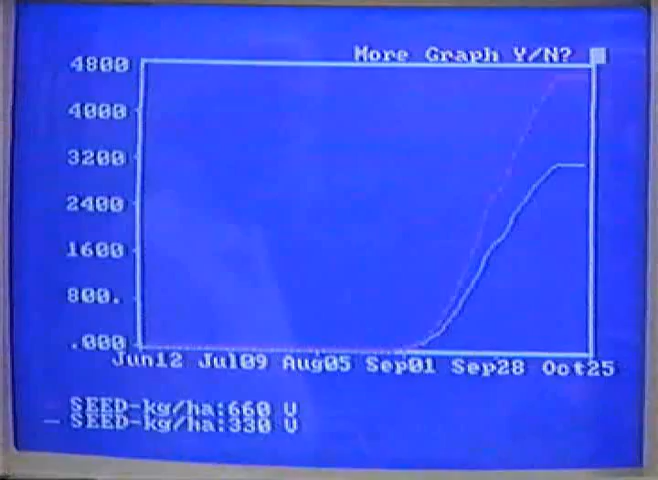 More Graph Y/N?
4800
4000
3200
2400
1600
800.
.000
Jun12 Jul09 Aug05 Sep01 Sep28 Oct25
SEED-kg/ha:660 V
SEED-kg/ha:330 V